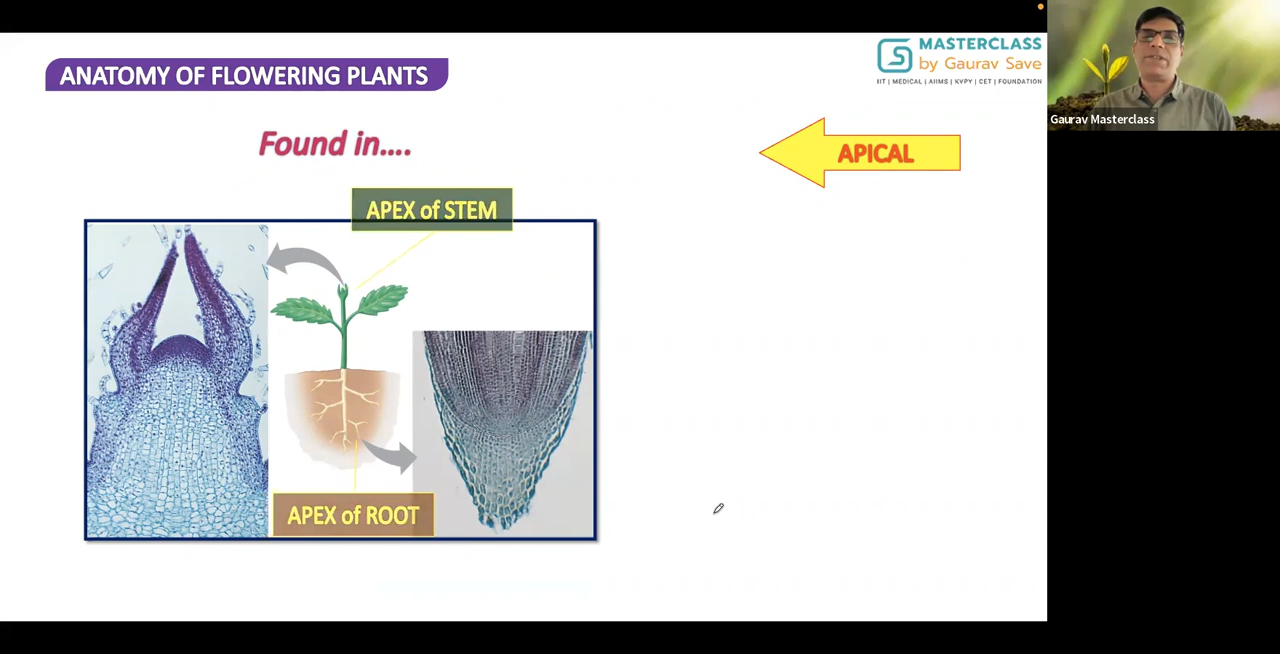 ANATOMY OF FLOWERING PLANTS
MASTERCLASS
by Gaurav Save
IIT | MEDICAL | AIIMS | KVPY | CET | FOUNDATION
Gaurav Masterclass
Found in....
APICAL
APEX of STEM
APEX of ROOT